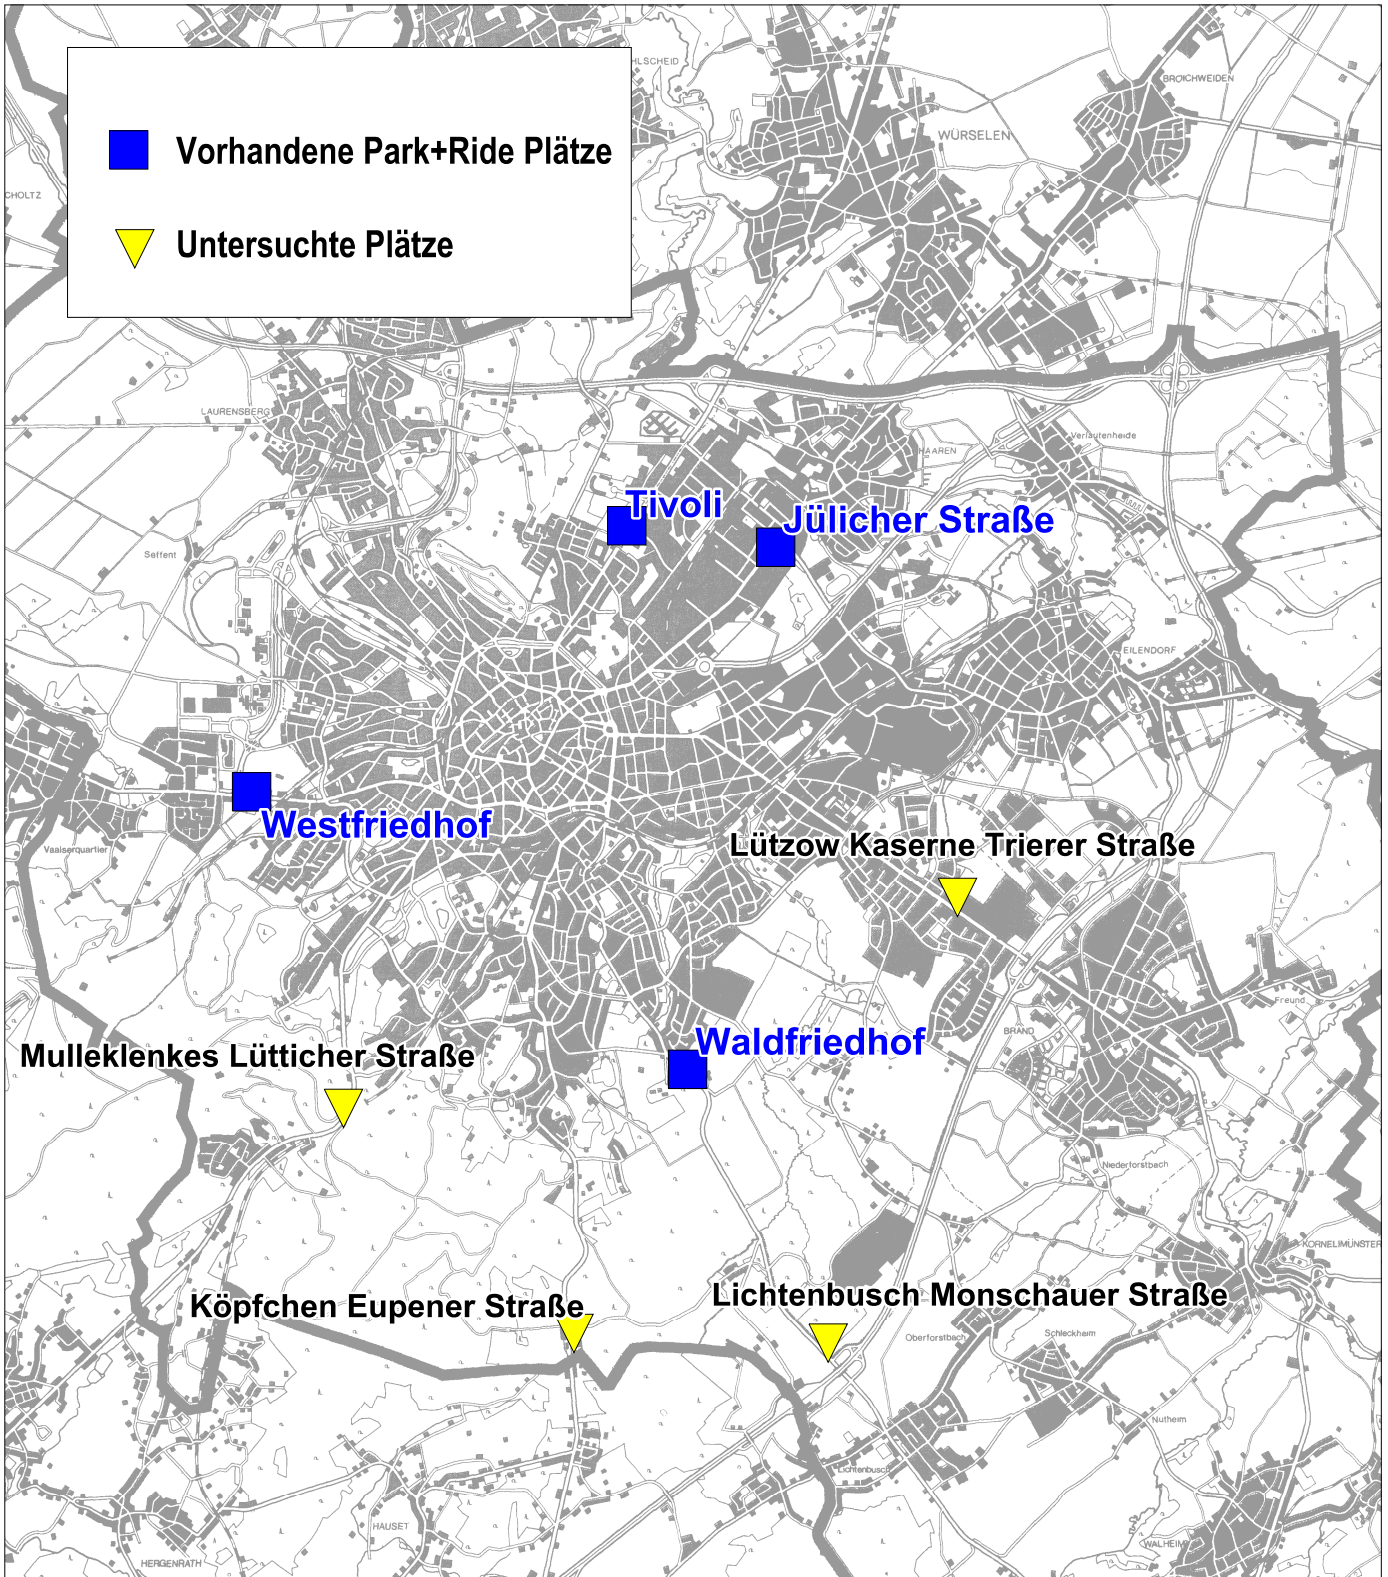 HLSCHEID
BROICHWEIDEN
WÜRSELEN
Vorhandene Park+Ride Plätze
CHOLTZ
Untersuchte Plätze
LAURENSBERG
Verlautenheide
HAAREN
Tivoli
Jülicher Straße
Seffent
EILENDORF
Westfriedhof
Lützow Kaserne Trierer Straße
Vaalserquartier
Freund
BRAND
Waldfriedhof
Mulleklenkes Lütticher Straße
Niederforstbach
KORNELIMÜNSTER
Lichtenbusch Monschauer Straße
Köpfchen Eupener Straße
Oberforstbach
Schleckheim
Nütheim
Lichtenbusch
HAUSET
WALHEIM
HERGENRATH